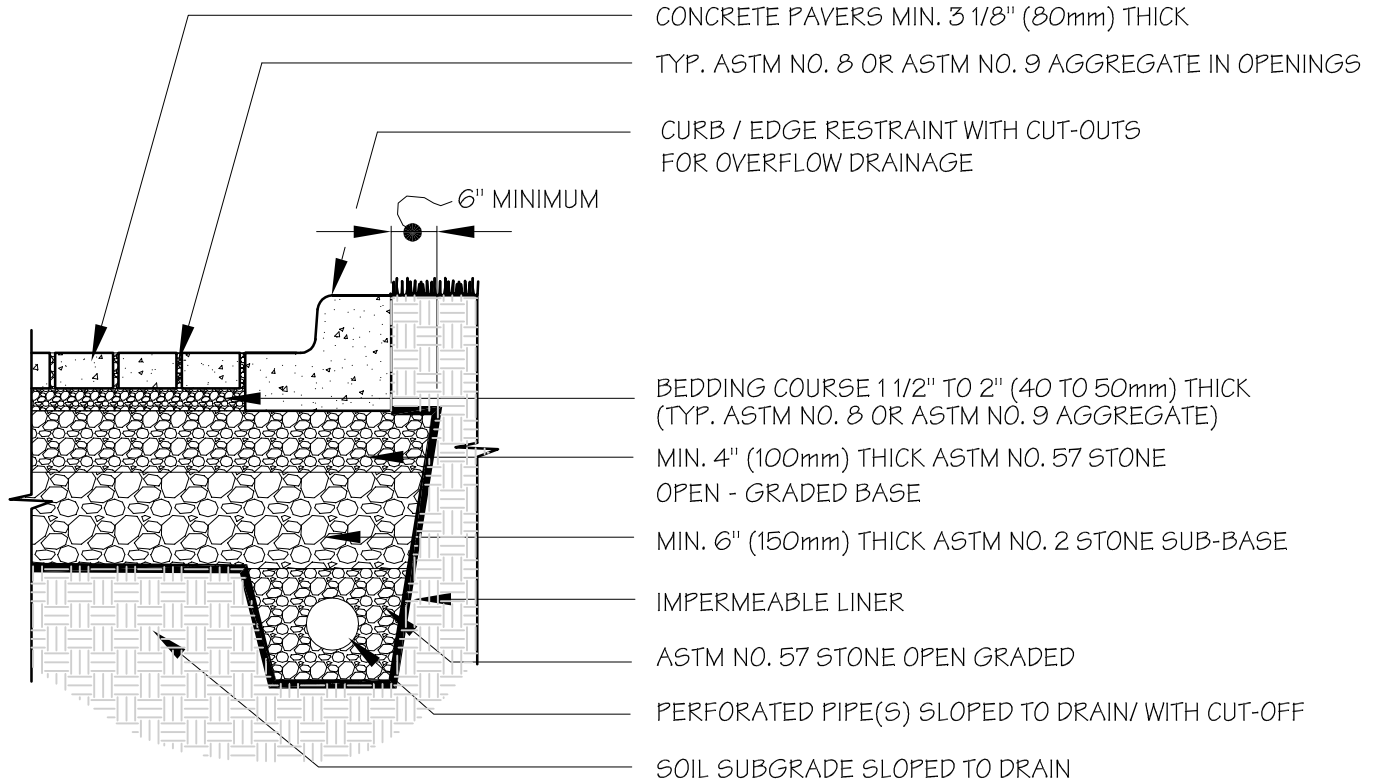 CONCRETE PAVERS MIN. 3 1/8" (80mm) THICK
TYP. ASTM NO. 8 OR ASTM NO. 9 AGGREGATE IN OPENINGS
CURB / EDGE RESTRAINT WITH CUT-OUTS
FOR OVERFLOW DRAINAGE
6" MINIMUM
BEDDING COURSE 1 1/2" TO 2" (40 TO 50mm) THICK
(TYP. ASTM NO. 8 OR ASTM NO. 9 AGGREGATE)
MIN. 4" (100mm) THICK ASTM NO. 57 STONE
OPEN - GRADED BASE
MIN. 6" (150mm) THICK ASTM NO. 2 STONE SUB-BASE
IMPERMEABLE LINER
ASTM NO. 57 STONE OPEN GRADED
PERFORATED PIPE(S) SLOPED TO DRAIN/ WITH CUT-OFF
SOIL SUBGRADE SLOPED TO DRAIN